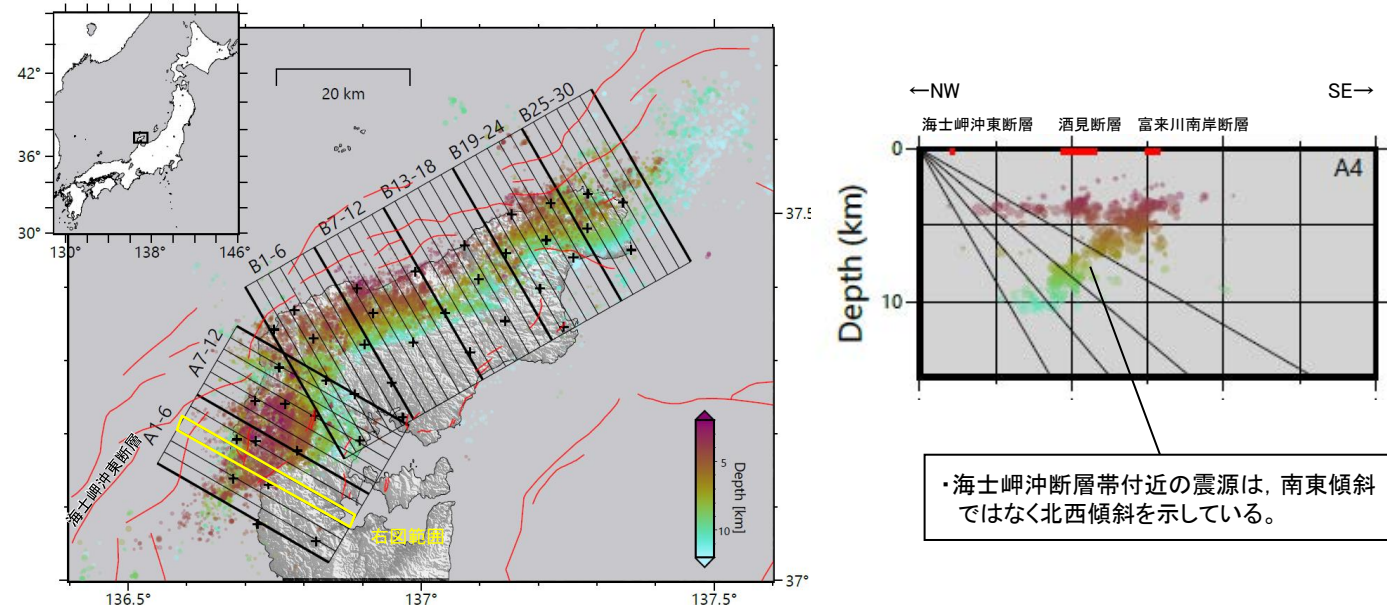 42°
36°
30°
130°
138°
146°
20 km
B25-30
B19-24
B13-18
B7-12
B1-6
A7-12
A1-6
海士岬沖東断層
右図範囲
5
10
Depth [km]
37.5
37°
136.5°
137°
137.5°
←NW
SE→
海士岬沖東断層 酒見断層 富来川南岸断層
0
10
Depth (km)
A4
・海士岬沖断層帯付近の震源は，南東傾斜
ではなく北西傾斜を示している。